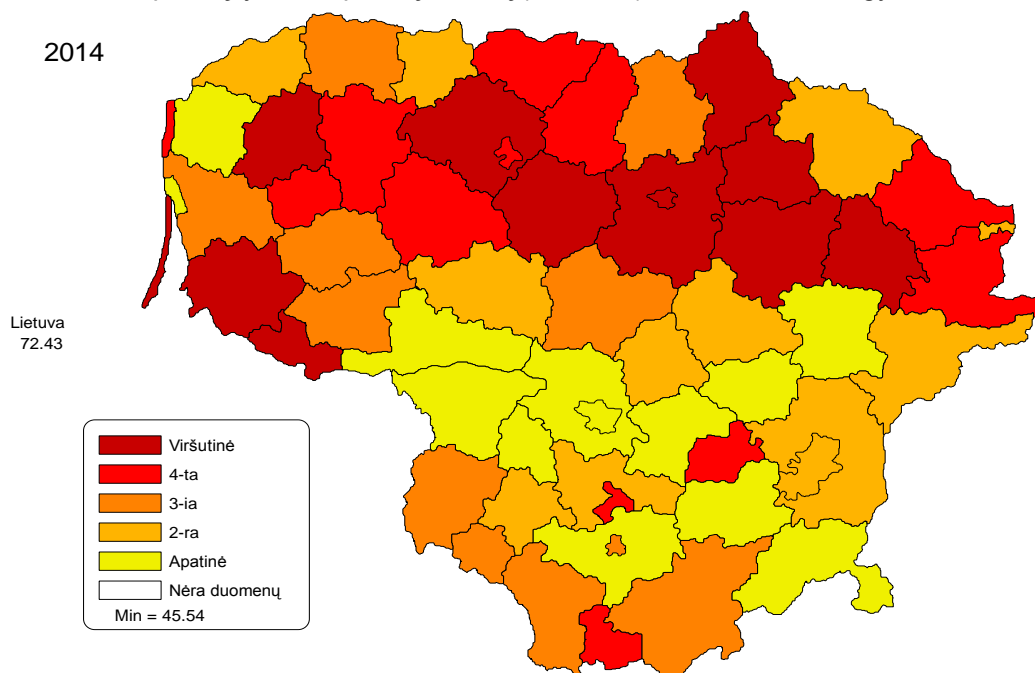 2014
Lietuva
72.43
Viršutinė
4-ta
3-ia
2-ra
Apatinė
Nėra duomenų
Min = 45.54